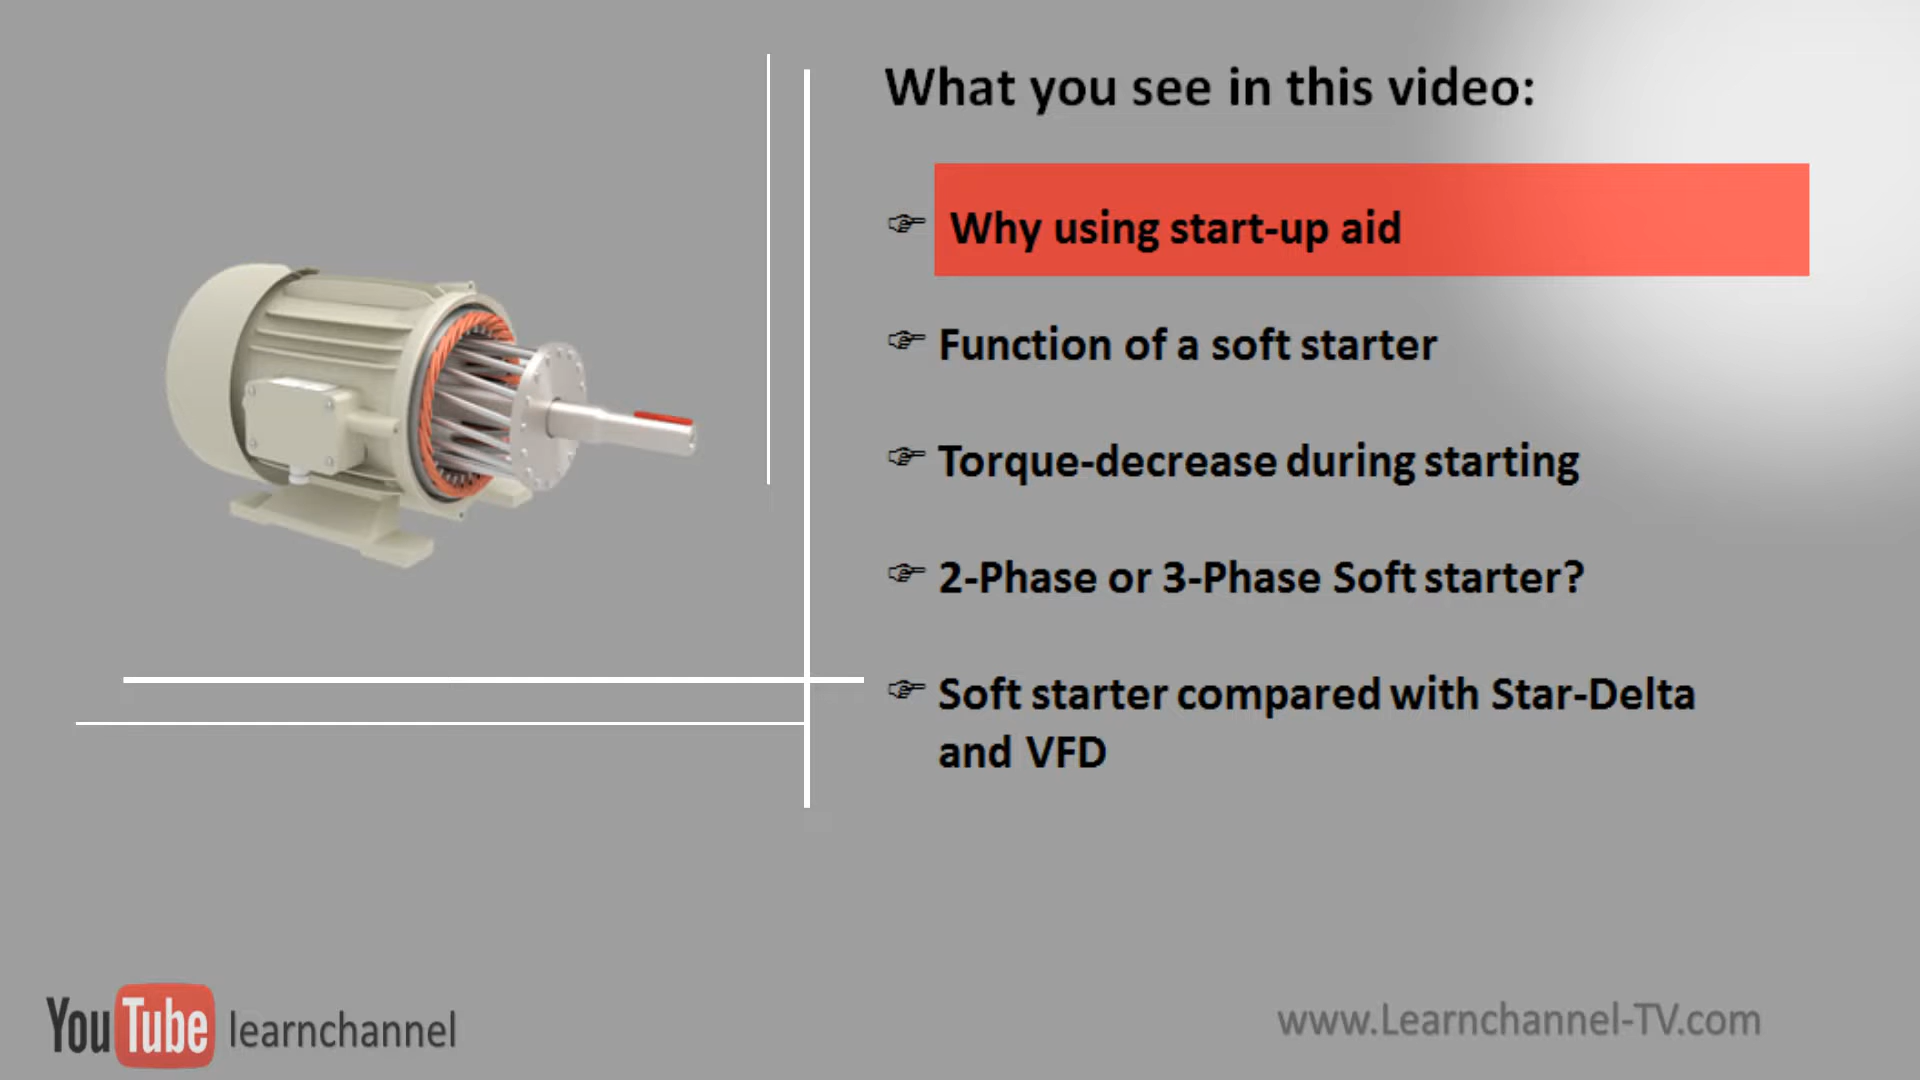 What you see in this video:
☞ Why using start-up aid
☞ Function of a soft starter
☞ Torque-decrease during starting
☞ 2-Phase or 3-Phase Soft starter?
☞ Soft starter compared with Star-Delta
and VFD
YouTube learnchannel
www.Learnchannel-TV.com